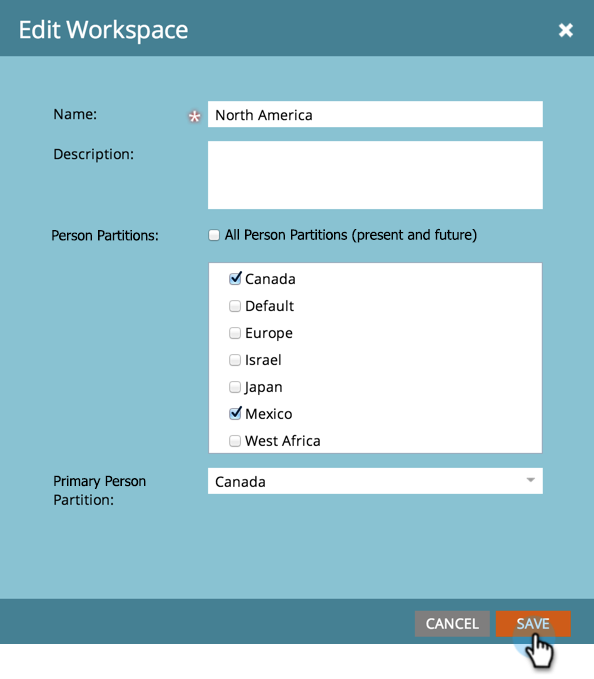 Edit Workspace
Name:
* North America
Description:
Person Partitions:
All Person Partitions (present and future)
Canada
Default
Europe
Israel
Japan
Mexico
West Africa
Primary Person
Partition:
Canada
CANCEL
SAVE